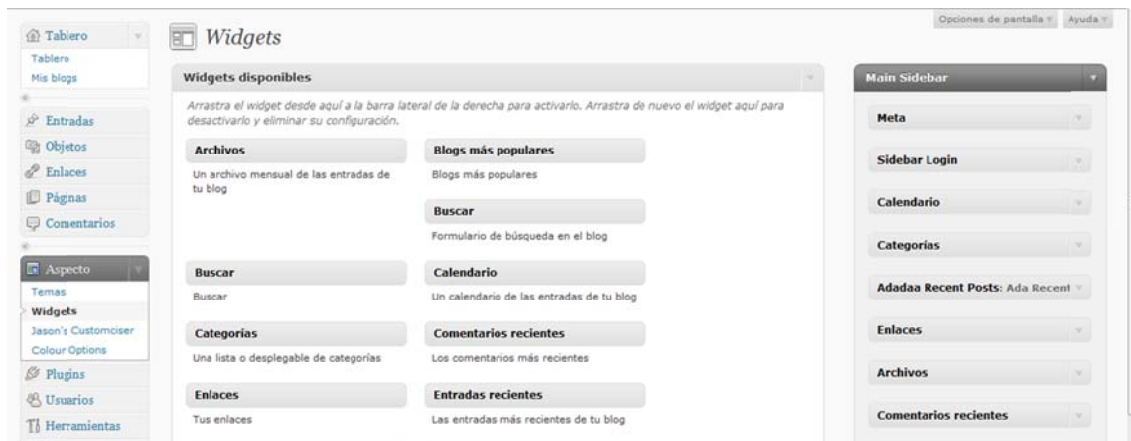 Opciones de pantalla
Ayuda
Tablero
Tablero
Mis blogs
Entradas
Objetos
Enlaces
Págnas
Comentarios
Aspecto
Temas
Widgets
Jason's Customciser
Colour Options
Plugins
Usuarios
Herramientas
Widgets
Widgets disponibles
Arrastra el widget desde aquí a la barra lateral de la derecha para activarlo. Arrastra de nuevo el widget aquí para
desactivarlo y eliminar su configuración.
Archivos
Un archivo mensual de las entradas de
tu blog
Blogs más populares
Blogs más populares
Buscar
Formulario de búsqueda en el blog
Buscar
Buscar
Calendario
Un calendario de las entradas de tu blog
Categorías
Una lista o desplegable de categorías
Comentarios recientes
Los comentarios más recientes
Enlaces
Tus enlaces
Entradas recientes
Las entradas más recientes de tu blog
Main Sidebar
Meta
Sidebar Login
Calendario
Categorías
Adadaa Recent Posts: Ada Recent
Enlaces
Archivos
Comentarios recientes